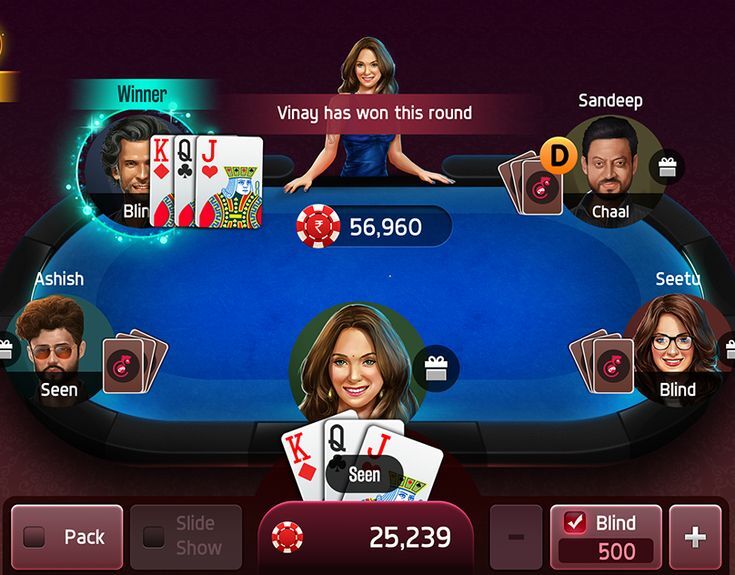 Winner
Vinay has won this round
Sandeep
D
K Q J
Blin
Chaal
₹ 56,960
Ashish
Seetu
Seen
Blind
K Q J
Seen
Pack
Slide
Show
25,239
-
Blind
500
+